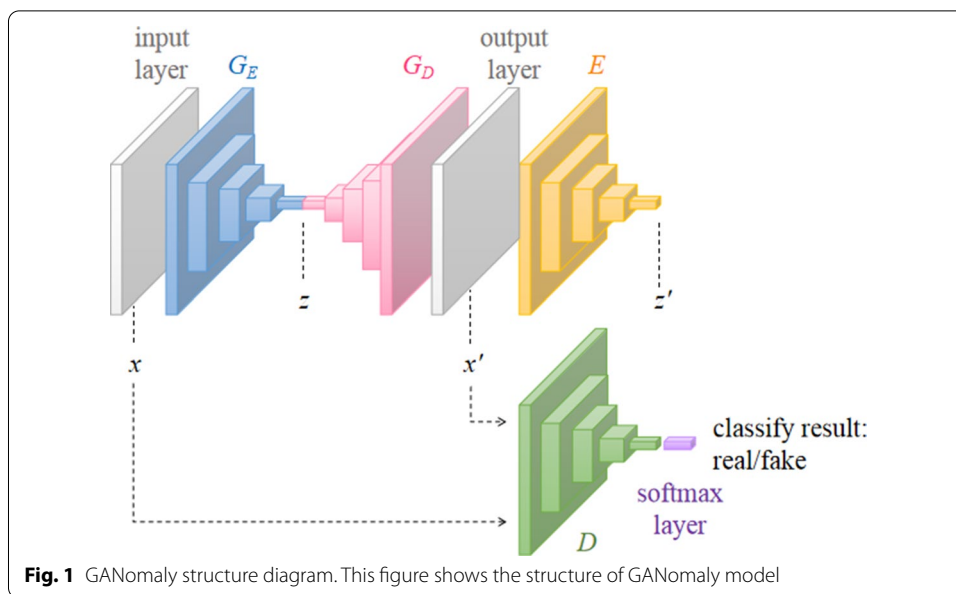 input
layer
G_E
G_D
output
layer
E
z
z'
x
x'
classify result:
real/fake
softmax
layer
D
Fig. 1 GANomaly structure diagram. This figure shows the structure of GANomaly model